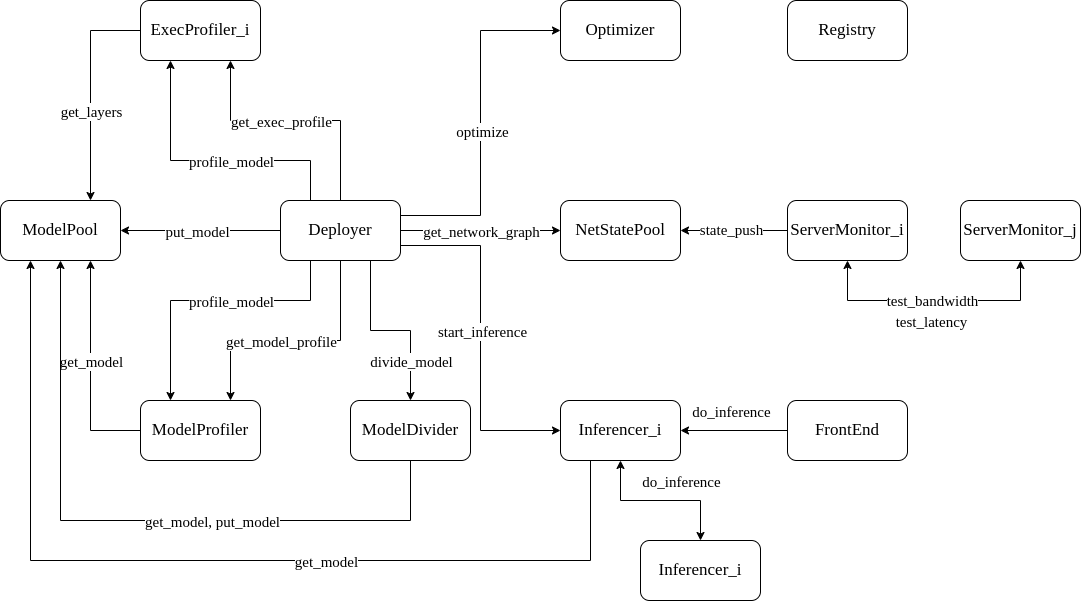 ExecProfiler_i
Optimizer
Registry
get_layers
get_exec_profile
optimize
profile_model
ModelPool
put_model
Deployer
get_network_graph
NetStatePool
state_push
ServerMonitor_i
ServerMonitor_j
profile_model
test_bandwidth
test_latency
start_inference
get_model_profile
get_model
divide_model
ModelProfiler
ModelDivider
Inferencer_i
do_inference
FrontEnd
do_inference
get_model, put_model
get_model
Inferencer_i